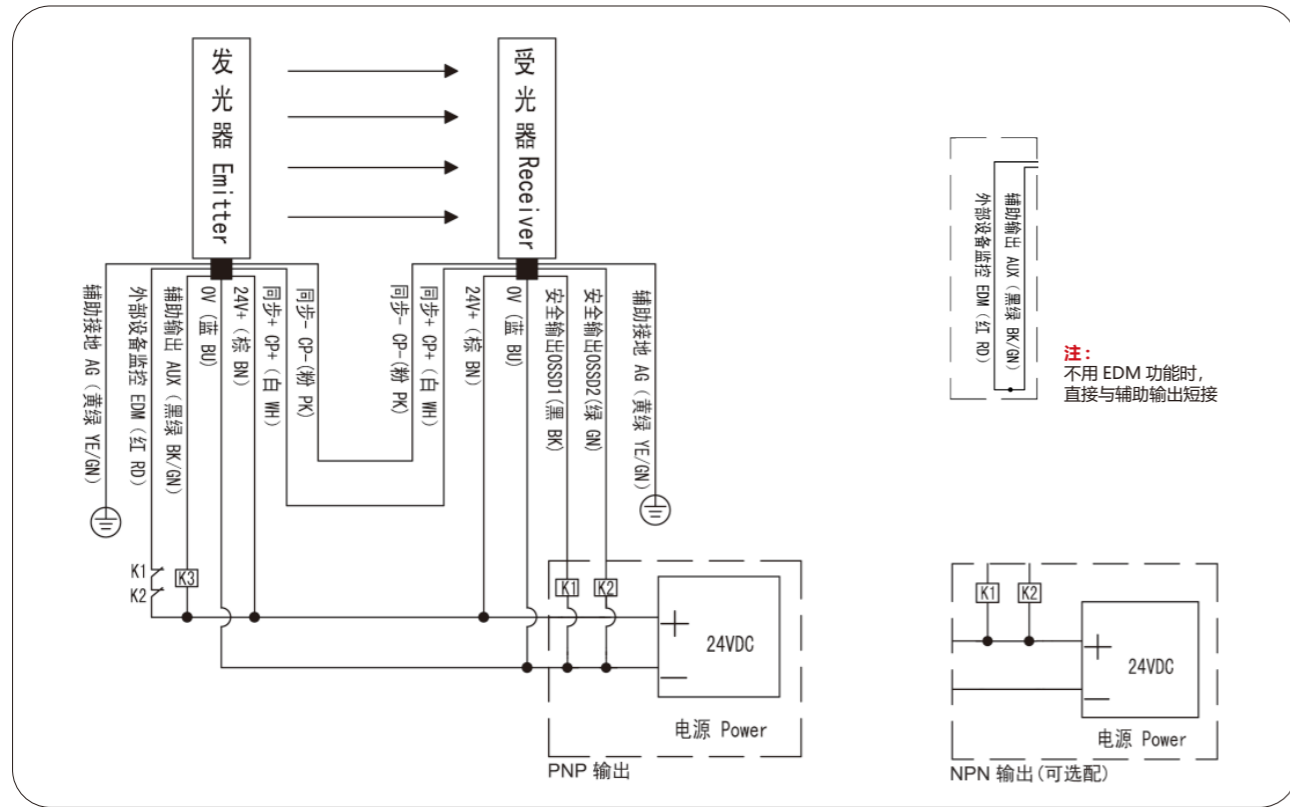 发光器 Emitter
受光器 Receiver
辅助接地 AG (黄绿 YE/GN)
外部设备监控 EDM (红 RD)
辅助输出 AUX (黑绿 BK/GN)
0V (蓝 BU)
24V+ (棕 BN)
同步+ CP+ (白 WH)
同步- CP-(粉 PK)
同步- CP-(粉 PK)
同步+ CP+ (白 WH)
24V+ (棕 BN)
0V (蓝 BU)
安全输出OSSD1(黑 BK)
安全输出OSSD2(绿 GN)
辅助接地 AG (黄绿 YE/GN)
K1
K2
K3
K1
K2
+
24VDC
—
电源 Power
PNP 输出
外部设备监控 EDM (红 RD)
辅助输出 AUX (黑绿 BK/GN)
注：
不用 EDM 功能时，
直接与辅助输出短接
K1
K2
+
24VDC
—
电源 Power
NPN 输出(可选配)